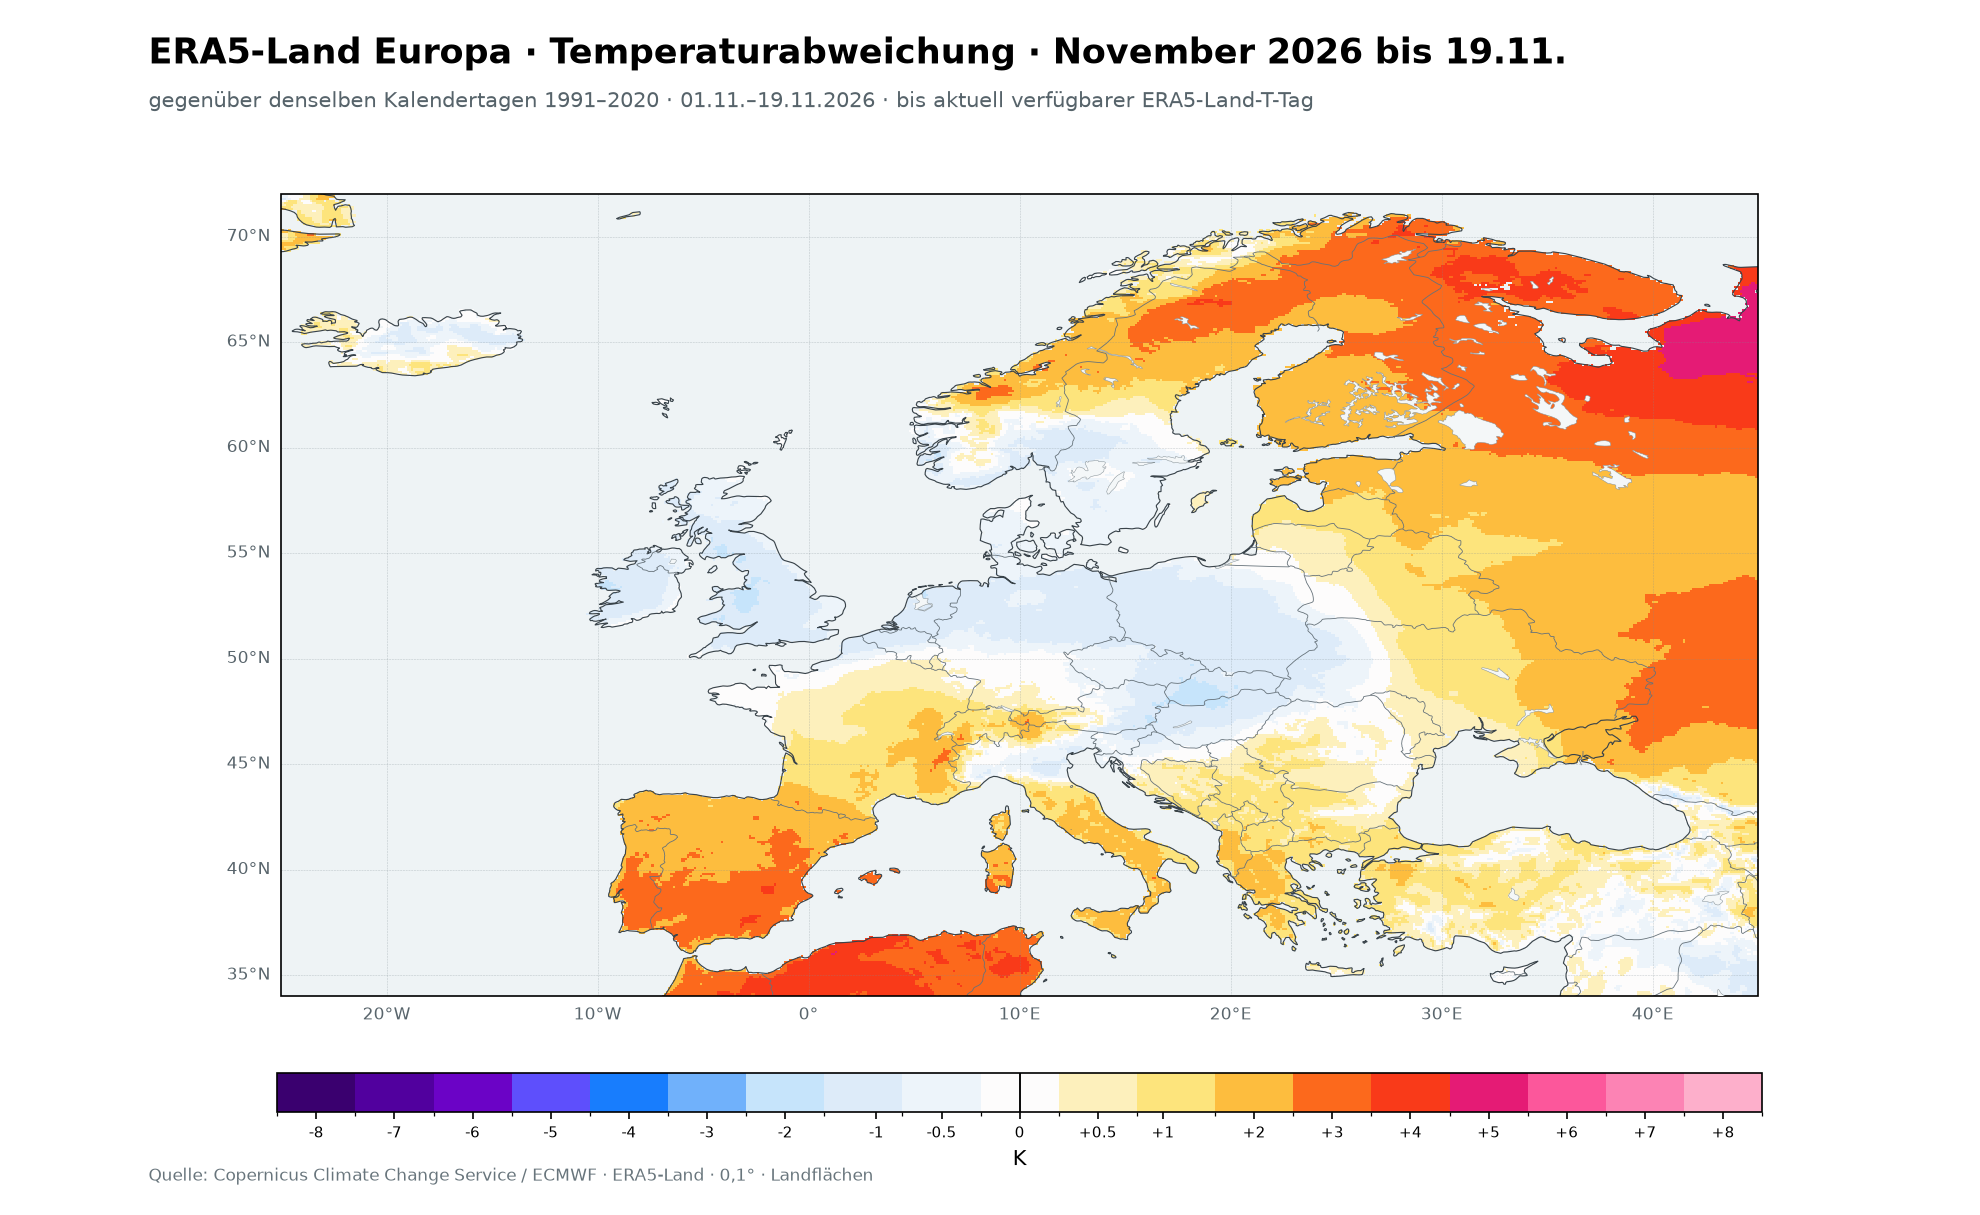 ERA5-Land Europa · Temperaturabweichung · November 2026 bis 19.11.
gegenüber denselben Kalendertagen 1991–2020 · 01.11.–19.11.2026 · bis aktuell verfügbarer ERA5-Land-T-Tag
70°N
65°N
60°N
55°N
50°N
45°N
40°N
35°N
20°W 10°W 0° 10°E 20°E 30°E 40°E
-8 -7 -6 -5 -4 -3 -2 -1 -0.5 0 +0.5 +1 +2 +3 +4 +5 +6 +7 +8
K
Quelle: Copernicus Climate Change Service / ECMWF · ERA5-Land · 0,1° · Landflächen